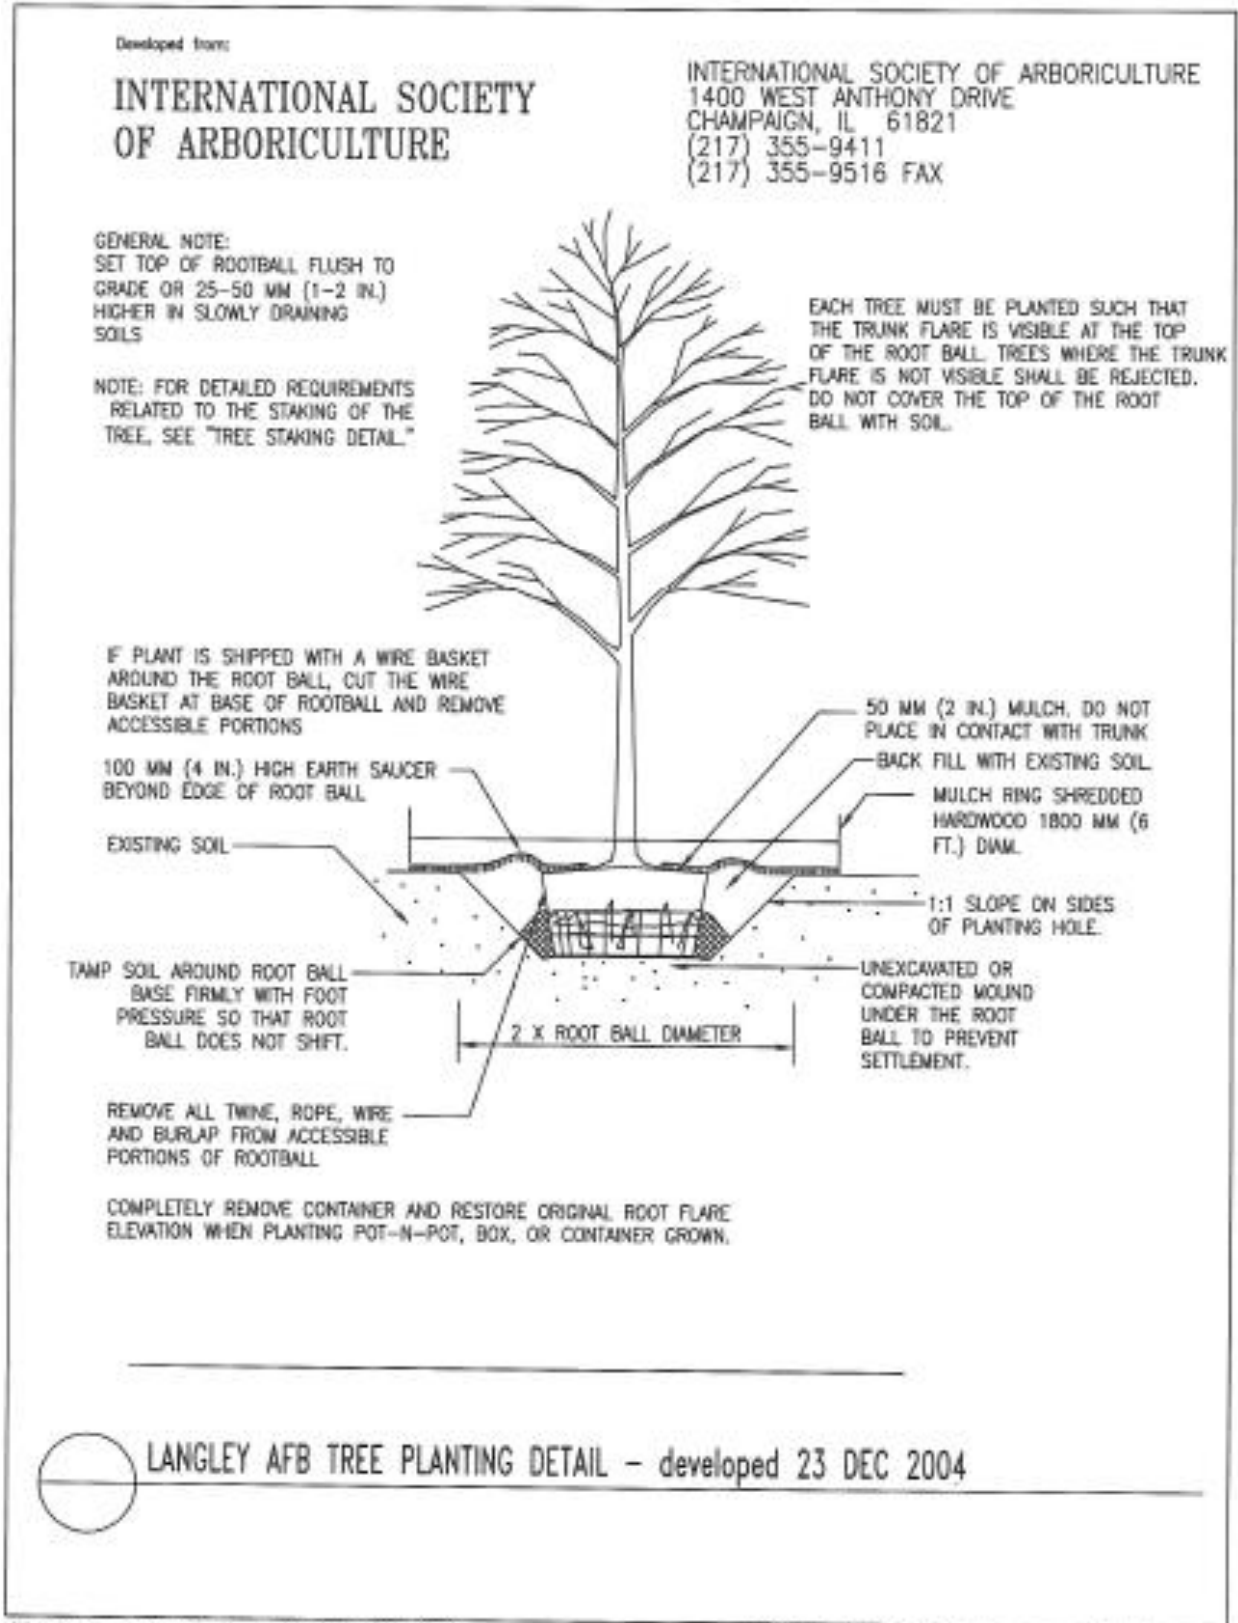 Developed from:
INTERNATIONAL SOCIETY
OF ARBORICULTURE
INTERNATIONAL SOCIETY OF ARBORICULTURE
1400 WEST ANTHONY DRIVE
CHAMPAIGN, IL 61821
(217) 355-9411
(217) 355-9516 FAX
GENERAL NOTE:
SET TOP OF ROOTBALL FLUSH TO
GRADE OR 25-50 MM (1-2 IN.)
HIGHER IN SLOWLY DRAINING
SOILS
NOTE: FOR DETAILED REQUIREMENTS
RELATED TO THE STAKING OF THE
TREE, SEE "TREE STAKING DETAIL."
EACH TREE MUST BE PLANTED SUCH THAT
THE TRUNK FLARE IS VISIBLE AT THE TOP
OF THE ROOT BALL. TREES WHERE THE TRUNK
FLARE IS NOT VISIBLE SHALL BE REJECTED.
DO NOT COVER THE TOP OF THE ROOT
BALL WITH SOIL.
IF PLANT IS SHIPPED WITH A WIRE BASKET
AROUND THE ROOT BALL, CUT THE WIRE
BASKET AT BASE OF ROOTBALL AND REMOVE
ACCESSIBLE PORTIONS
100 MM (4 IN.) HIGH EARTH SAUCER
BEYOND EDGE OF ROOT BALL
EXISTING SOIL
50 MM (2 IN.) MULCH. DO NOT
PLACE IN CONTACT WITH TRUNK
BACK FILL WITH EXISTING SOIL.
MULCH RING SHREDDED
HARDWOOD 1800 MM (6
FT.) DIAM.
1:1 SLOPE ON SIDES
OF PLANTING HOLE.
TAMP SOIL AROUND ROOT BALL
BASE FIRMLY WITH FOOT
PRESSURE SO THAT ROOT
BALL DOES NOT SHIFT.
2 X ROOT BALL DIAMETER
UNEXCAVATED OR
COMPACTED MOUND
UNDER THE ROOT
BALL TO PREVENT
SETTLEMENT.
REMOVE ALL TWINE, ROPE, WIRE
AND BURLAP FROM ACCESSIBLE
PORTIONS OF ROOTBALL
COMPLETELY REMOVE CONTAINER AND RESTORE ORIGINAL ROOT FLARE
ELEVATION WHEN PLANTING POT-N-POT, BOX, OR CONTAINER GROWN.
LANGLEY AFB TREE PLANTING DETAIL - developed 23 DEC 2004